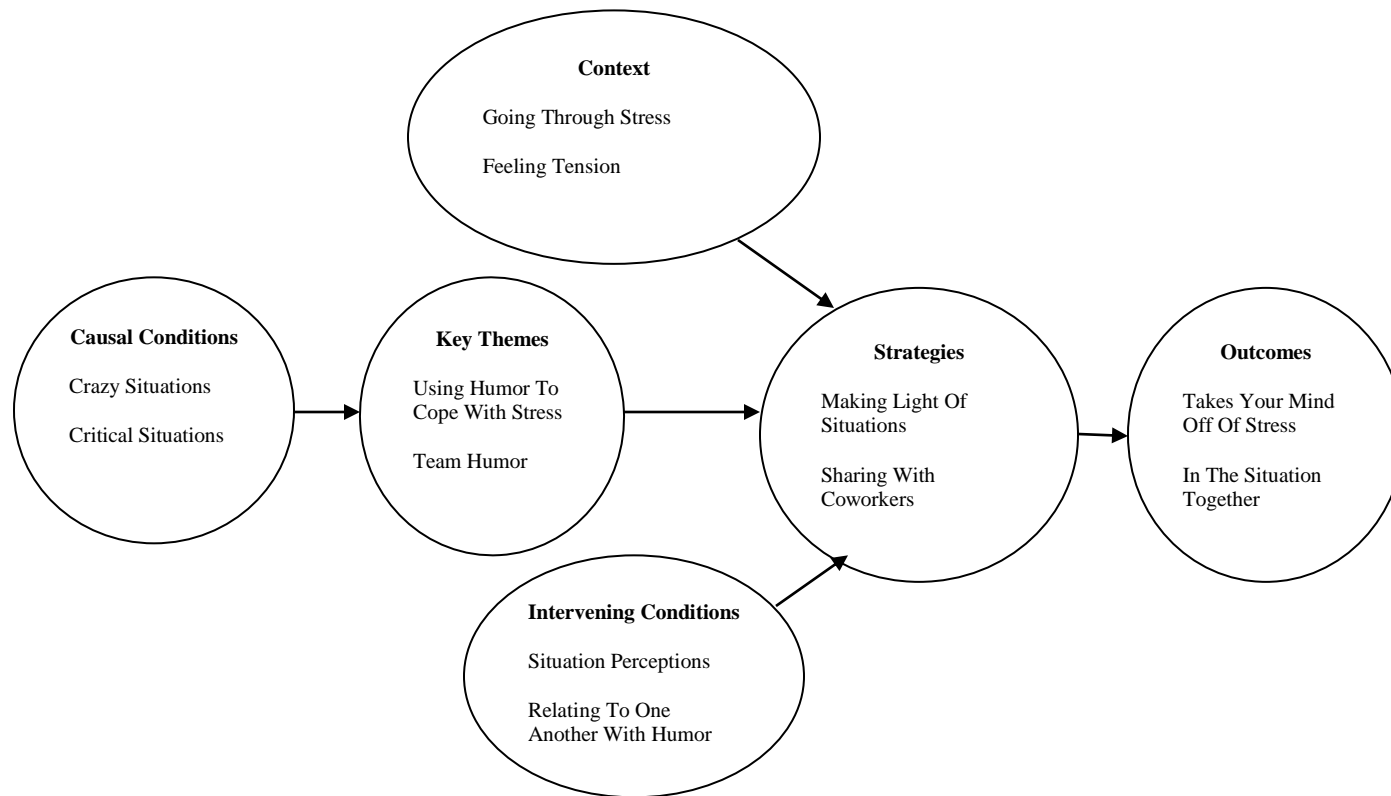 Context
Going Through Stress
Feeling Tension
Causal Conditions
Crazy Situations
Critical Situations
Key Themes
Using Humor To
Cope With Stress
Team Humor
Strategies
Making Light Of
Situations
Sharing With
Coworkers
Outcomes
Takes Your Mind
Off Of Stress
In The Situation
Together
Intervening Conditions
Situation Perceptions
Relating To One
Another With Humor